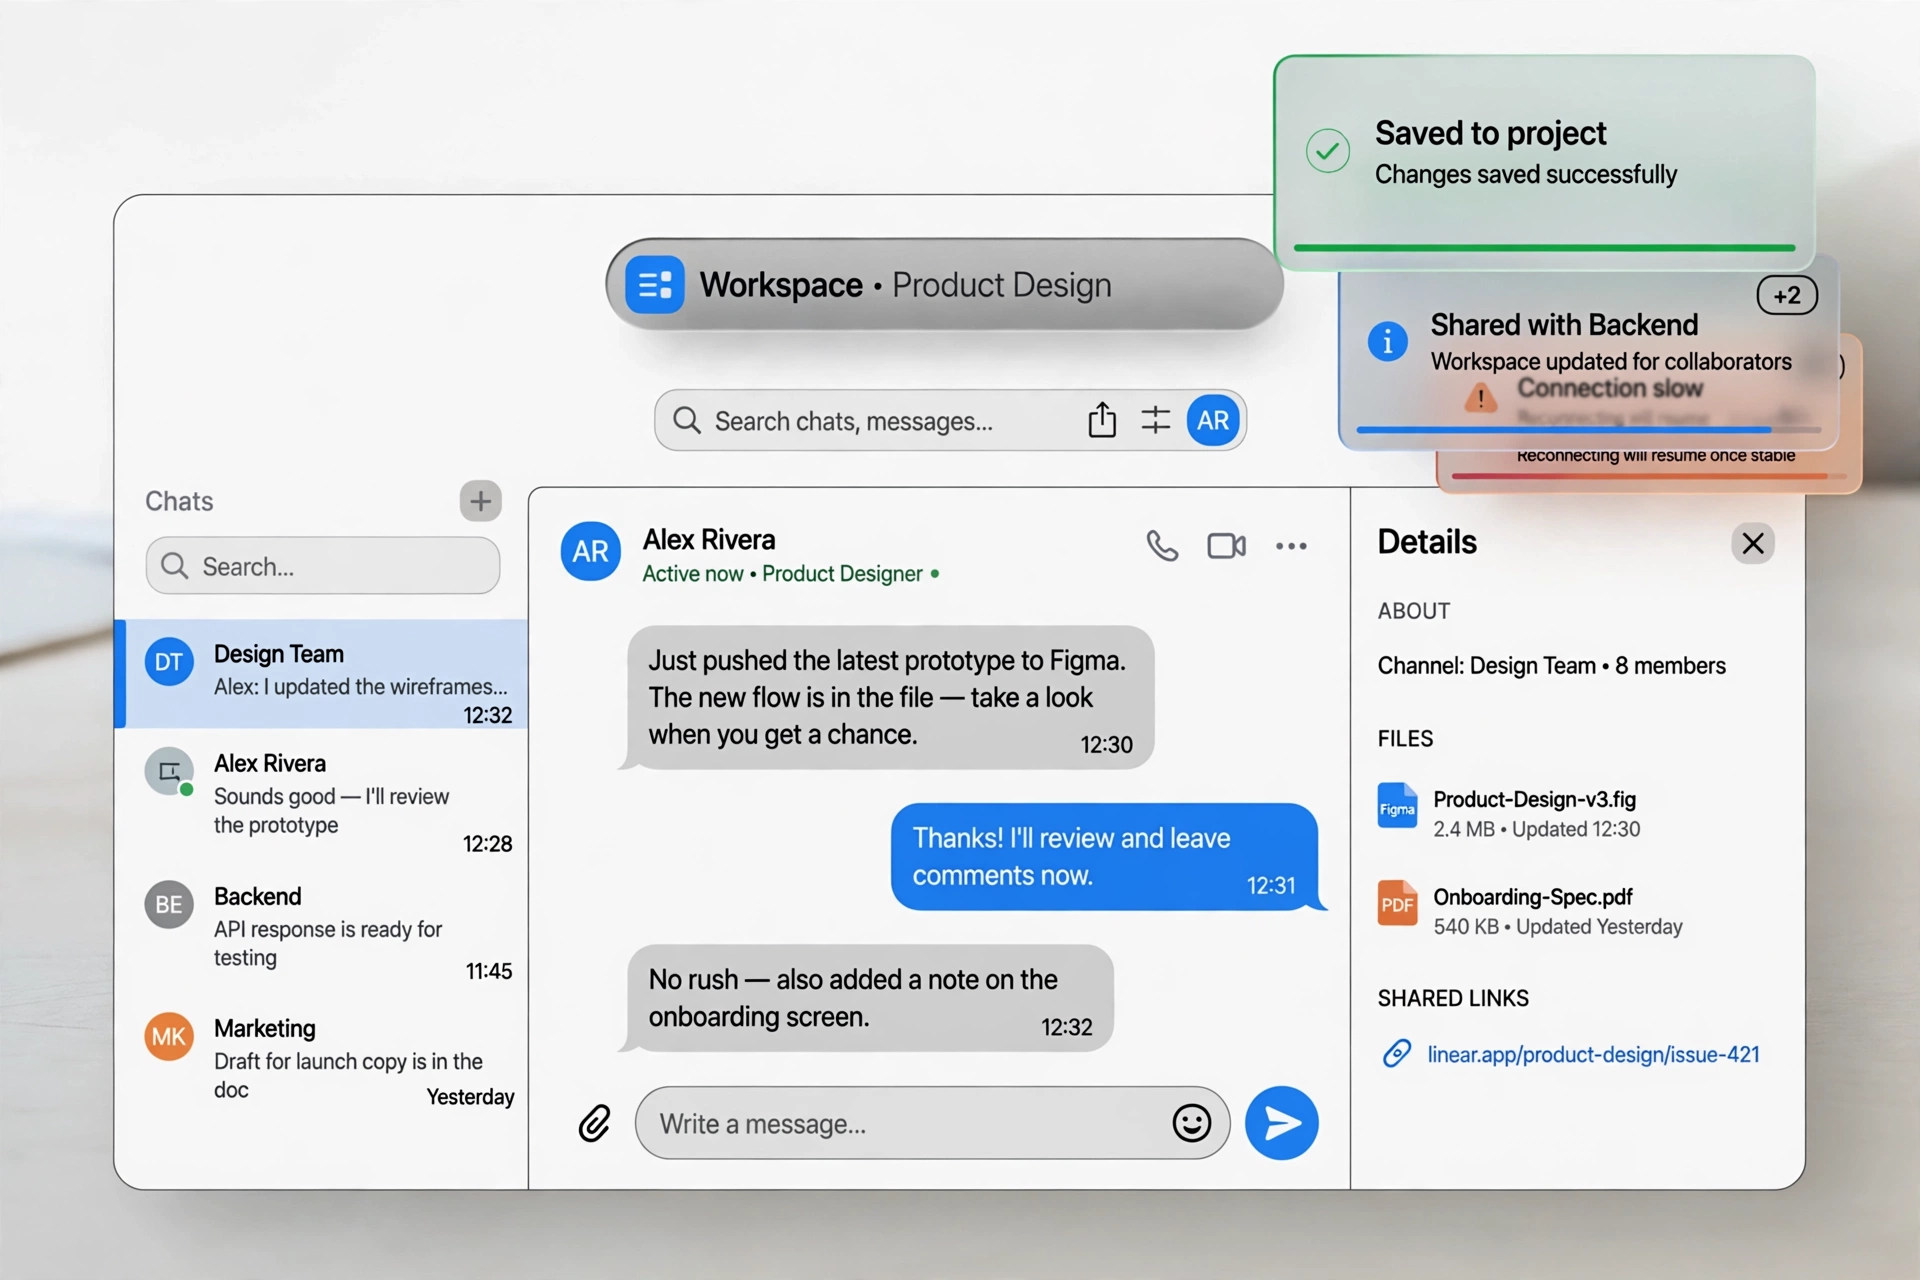 Saved to project
Changes saved successfully
Workspace • Product Design
+2
Shared with Backend
Workspace updated for collaborators
Connection slow
Reconnecting will resume
Reconnecting will resume once stable
Search chats, messages...
AR
Chats
Search...
DT
Design Team
Alex: I updated the wireframes...
12:32
Alex Rivera
Sounds good — I'll review
the prototype
12:28
BE
Backend
API response is ready for
testing
11:45
MK
Marketing
Draft for launch copy is in the
doc
Yesterday
AR
Alex Rivera
Active now • Product Designer •
Just pushed the latest prototype to Figma.
The new flow is in the file — take a look
when you get a chance.
12:30
Thanks! I'll review and leave
comments now.
12:31
No rush — also added a note on the
onboarding screen.
12:32
Write a message...
Details
ABOUT
Channel: Design Team • 8 members
FILES
Figma
Product-Design-v3.fig
2.4 MB • Updated 12:30
PDF
Onboarding-Spec.pdf
540 KB • Updated Yesterday
SHARED LINKS
linear.app/product-design/issue-421